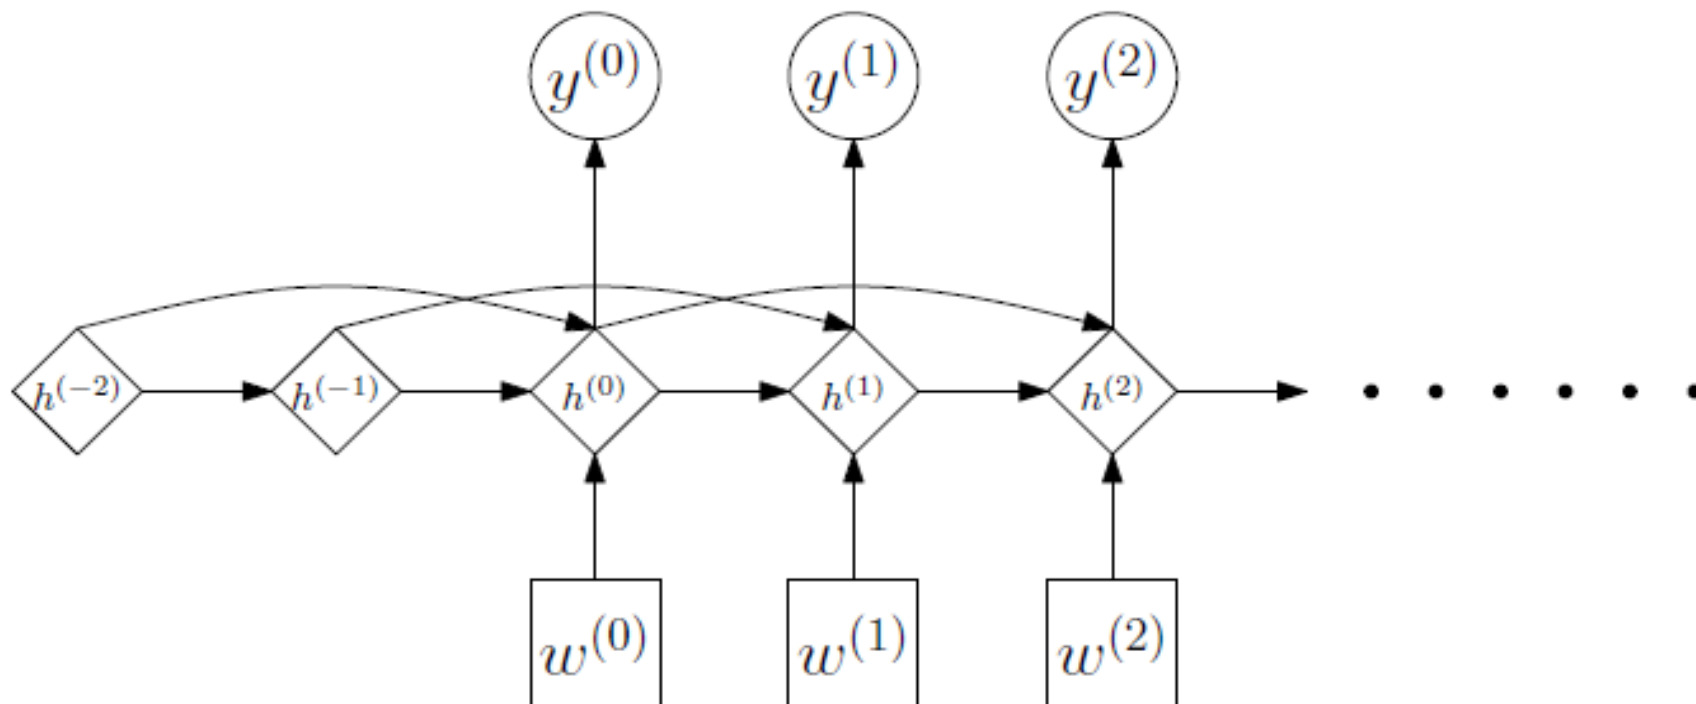 y^{(0)} y^{(1)} y^{(2)}
h^{(-2)} h^{(-1)} h^{(0)} h^{(1)} h^{(2)}
w^{(0)} w^{(1)} w^{(2)}